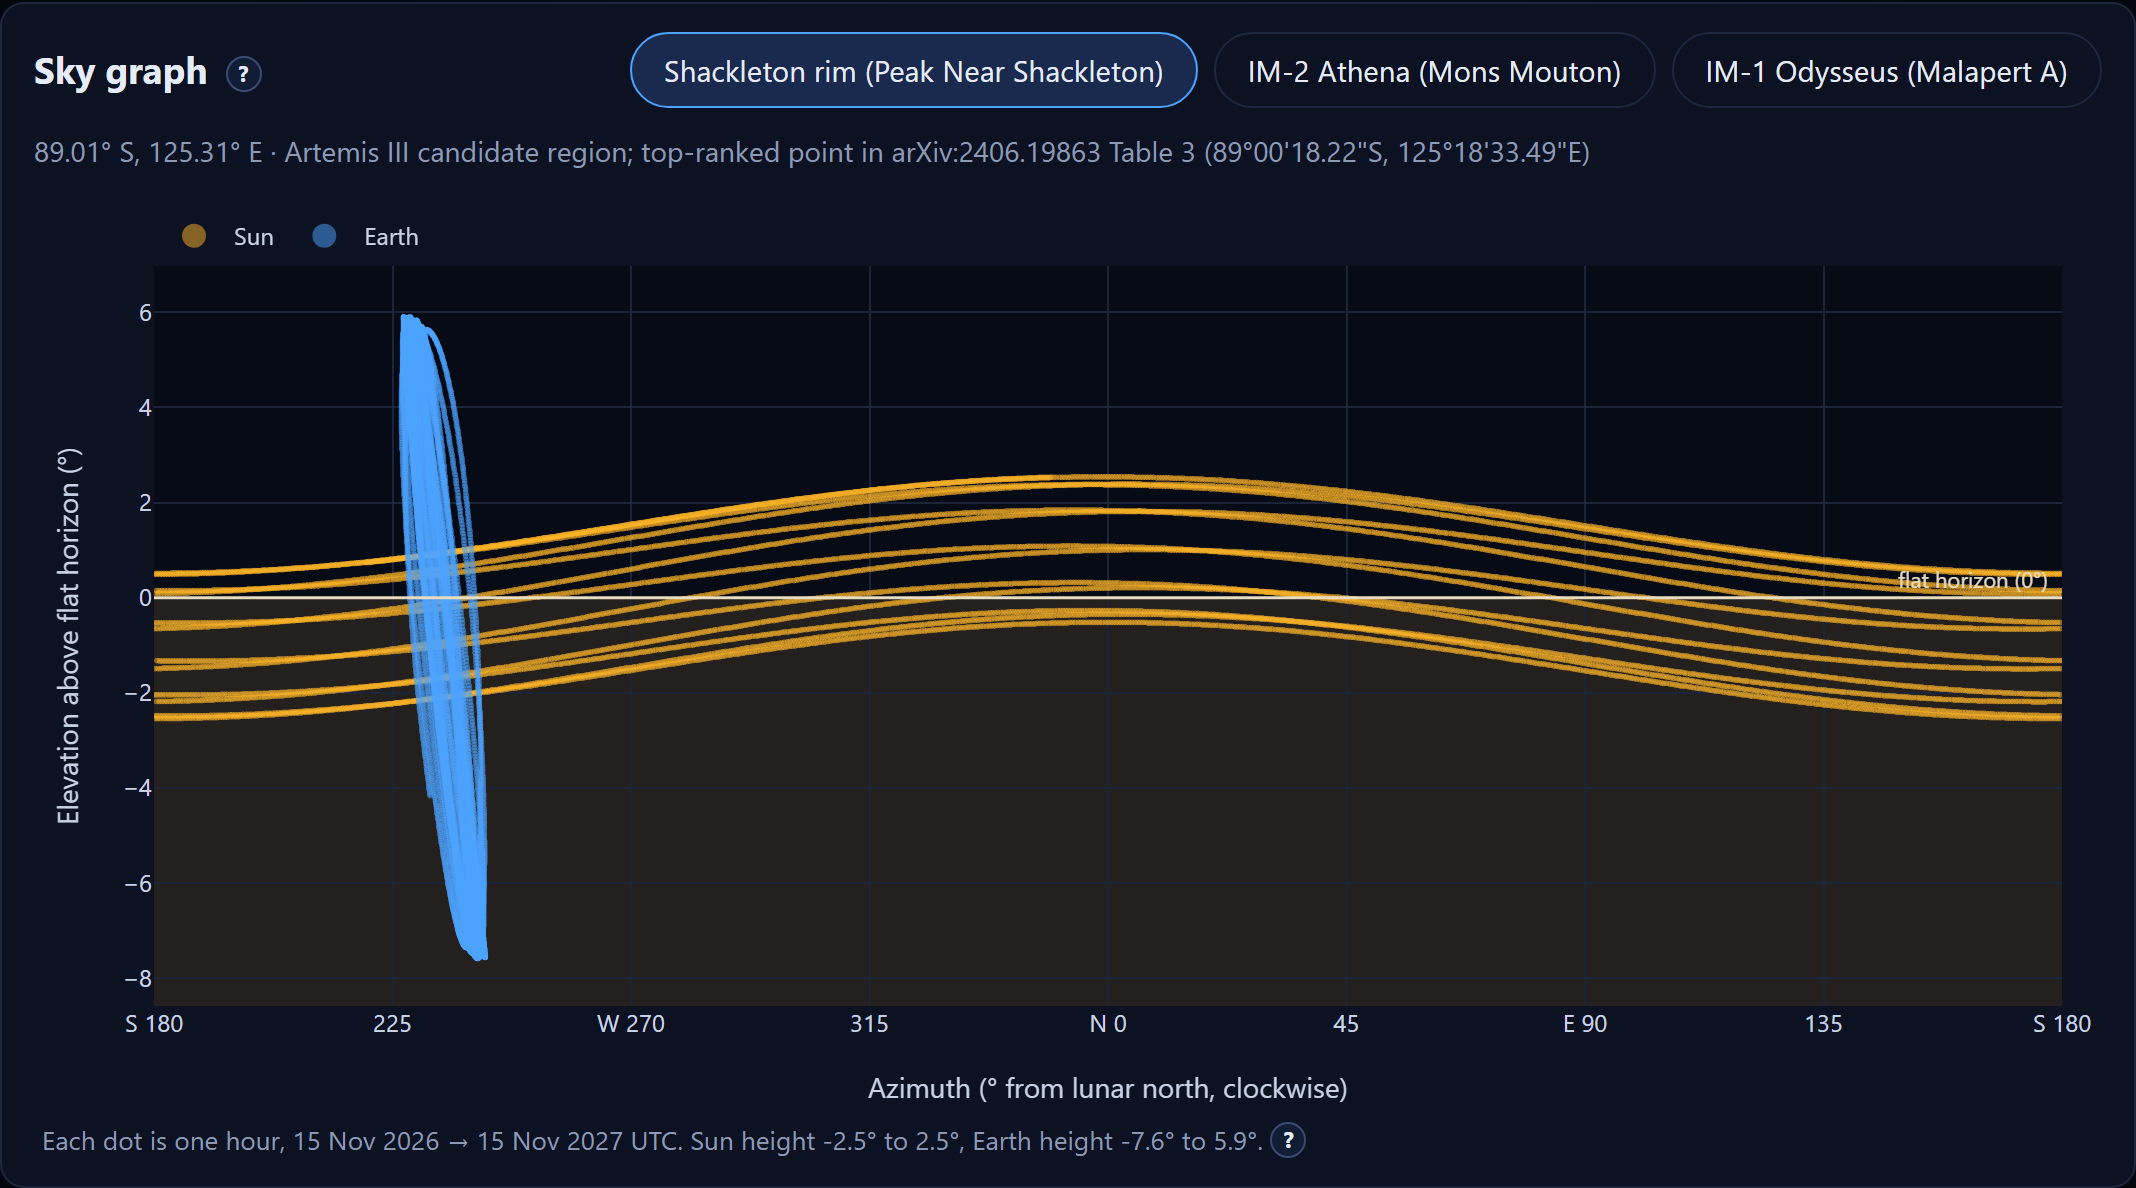 Sky graph ?
Shackleton rim (Peak Near Shackleton)
IM-2 Athena (Mons Mouton)
IM-1 Odysseus (Malapert A)
89.01° S, 125.31° E · Artemis III candidate region; top-ranked point in arXiv:2406.19863 Table 3 (89°00'18.22"S, 125°18'33.49"E)
Sun
Earth
Elevation above flat horizon (°)
6
4
2
0
−2
−4
−6
−8
flat horizon (0°)
S 180
225
W 270
315
N 0
45
E 90
135
S 180
Azimuth (° from lunar north, clockwise)
Each dot is one hour, 15 Nov 2026 → 15 Nov 2027 UTC. Sun height -2.5° to 2.5°, Earth height -7.6° to 5.9°. ?